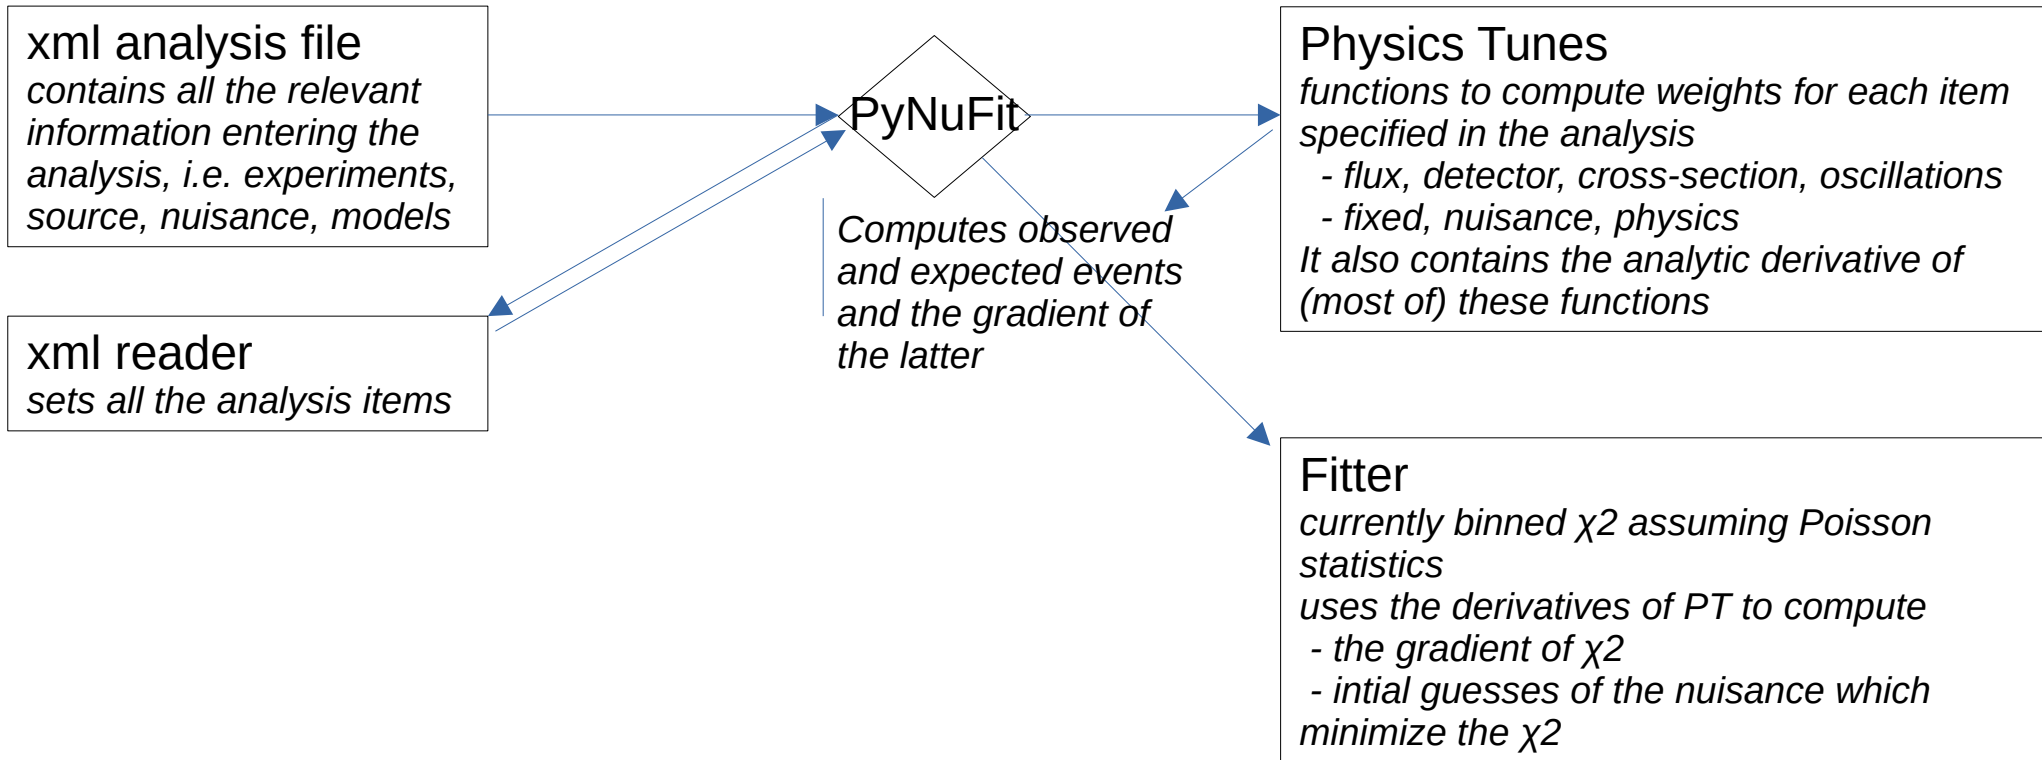 xml analysis file
contains all the relevant
information entering the
analysis, i.e. experiments,
source, nuisance, models
xml reader
sets all the analysis items
PyNuFit
Computes observed
and expected events
and the gradient of
the latter
Physics Tunes
functions to compute weights for each item
specified in the analysis
- flux, detector, cross-section, oscillations
- fixed, nuisance, physics
It also contains the analytic derivative of
(most of) these functions
Fitter
currently binned χ2 assuming Poisson
statistics
uses the derivatives of PT to compute
- the gradient of χ2
- intial guesses of the nuisance which
minimize the χ2